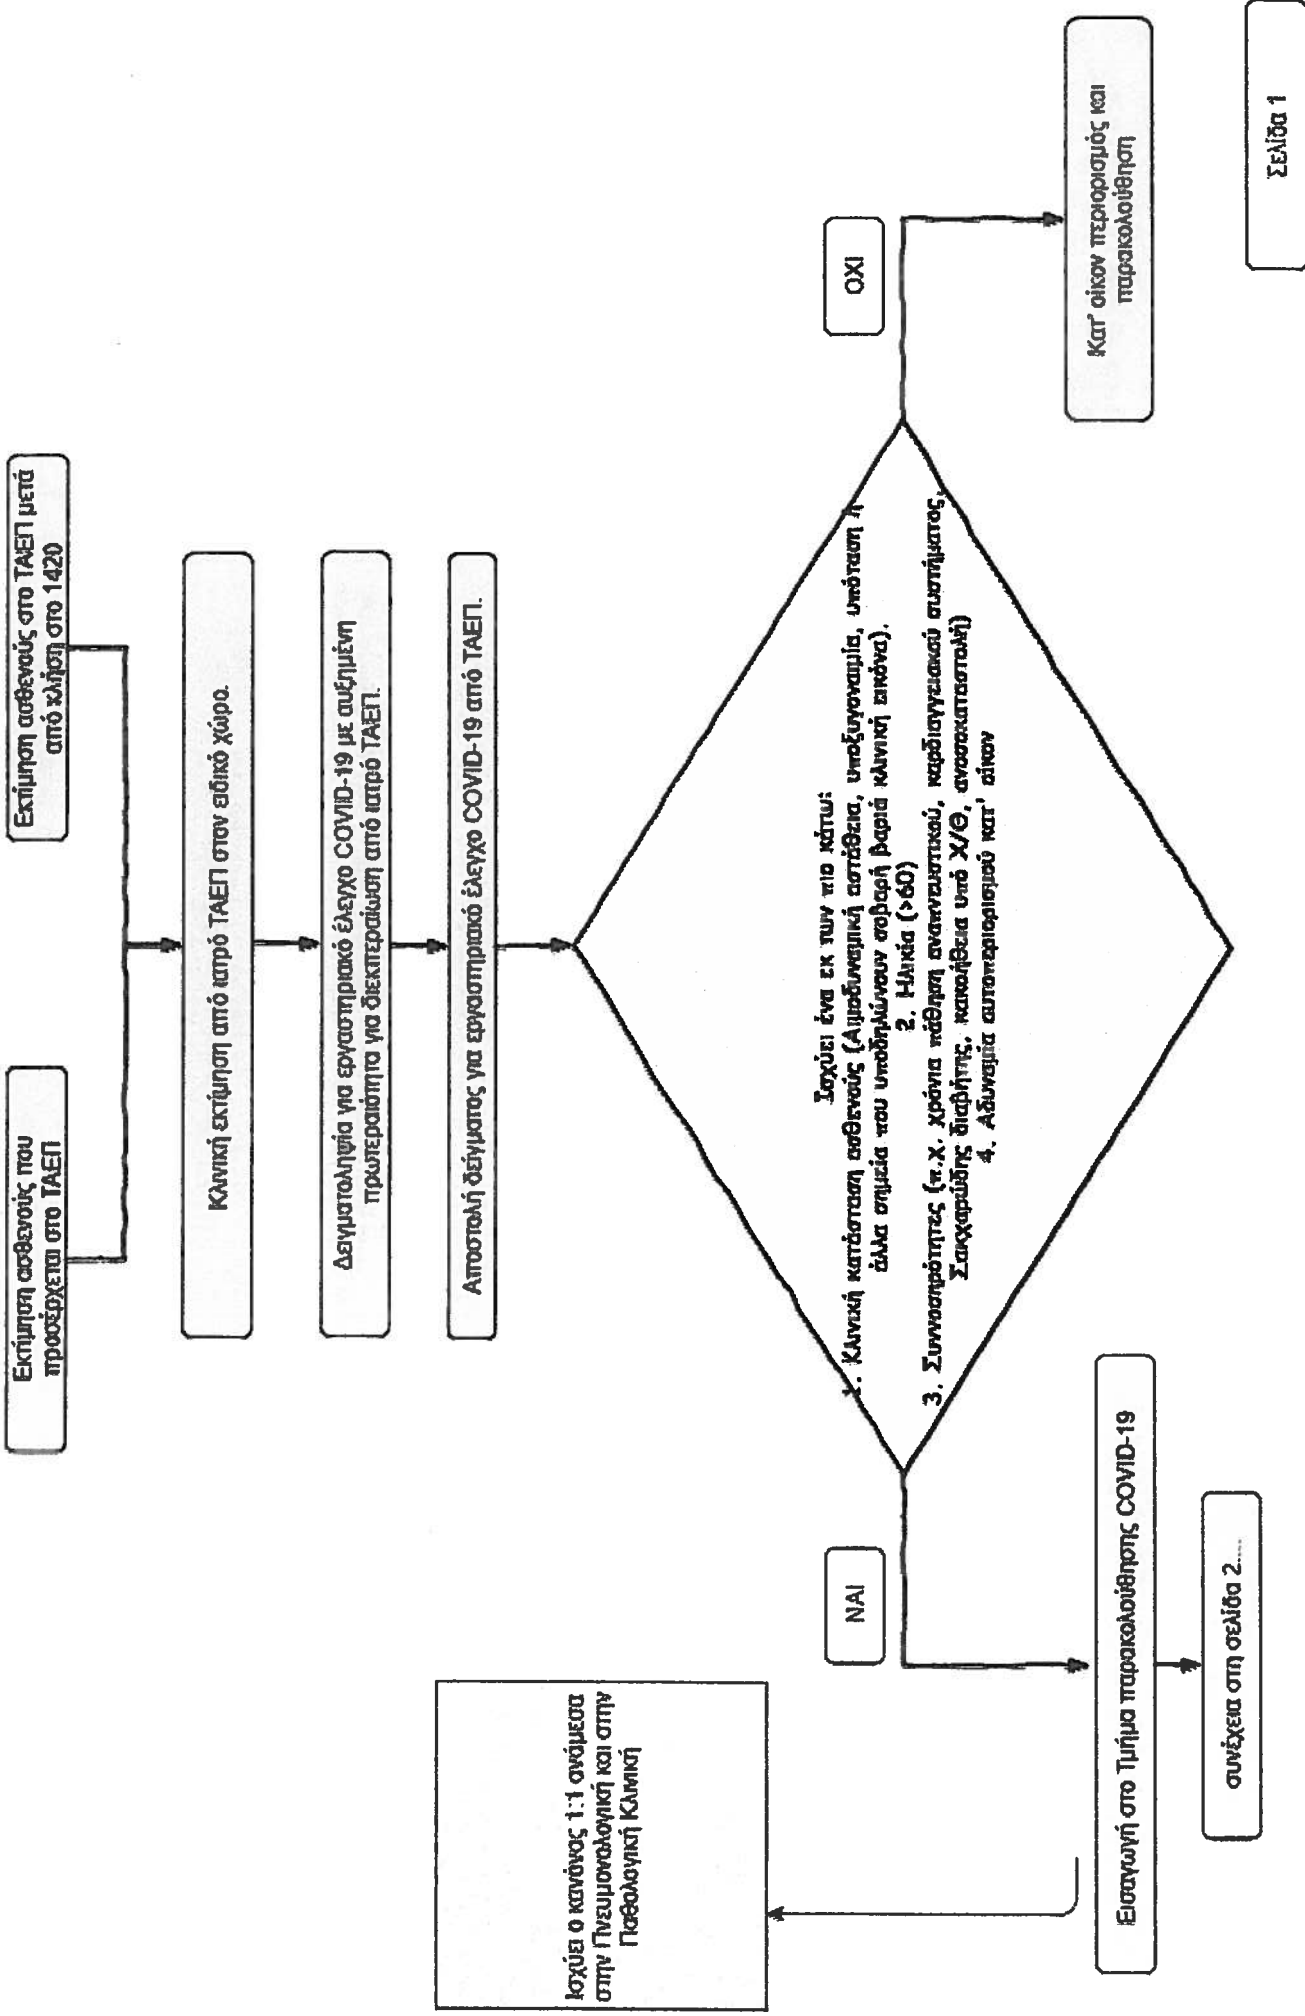 Εκτίμηση ασθενούς που
προσέρχεται στο ΤΑΕΠ
Εκτίμηση ασθενούς στο ΤΑΕΠ μετά
από κλήση στο 1420
Κλινική εκτίμηση από ιατρό ΤΑΕΠ στον ειδικό χώρο.
Δειγματοληψία για εργαστηριακό έλεγχο COVID-19 με αυξημένη
πρωτεραιότητα για διεκπεραίωση από ιατρό ΤΑΕΠ.
Αποστολή δείγματος για εργαστηριακό έλεγχο COVID-19 από ΤΑΕΠ.
Ισχύει ένα εκ των πιο κάτω:
1. Κλινική κατάσταση ασθενούς (Αιμοδυναμική αστάθεια, υποξυγοναιμία, υπόταση ή
άλλα σημεία που υποδηλώνουν σοβαρή βαριά κλινική εικόνα).
2. Ηλικία (>60)
3. Συννοσηρότητες (π.χ. χρόνια πάθηση αναπνευστικού, καρδιαγγειακού συστήματος,
Σακχαρώδης διαβήτης, κακοήθεια υπό Χ/Θ, ανοσοκαταστολή)
4. Αδυναμία αυτοπεριορισμού κατ' οίκον
ΝΑΙ
ΟΧΙ
Ισχύει ο κανόνας 1:1 ανάμεσα
στην Πνευμονολογική και στην
Παθολογική Κλινική
Εισαγωγή στο Τμήμα παρακολούθησης COVID-19
συνέχεια στη σελίδα 2....
Κατ' οίκον περιορισμός και
παρακολούθηση
Σελίδα 1